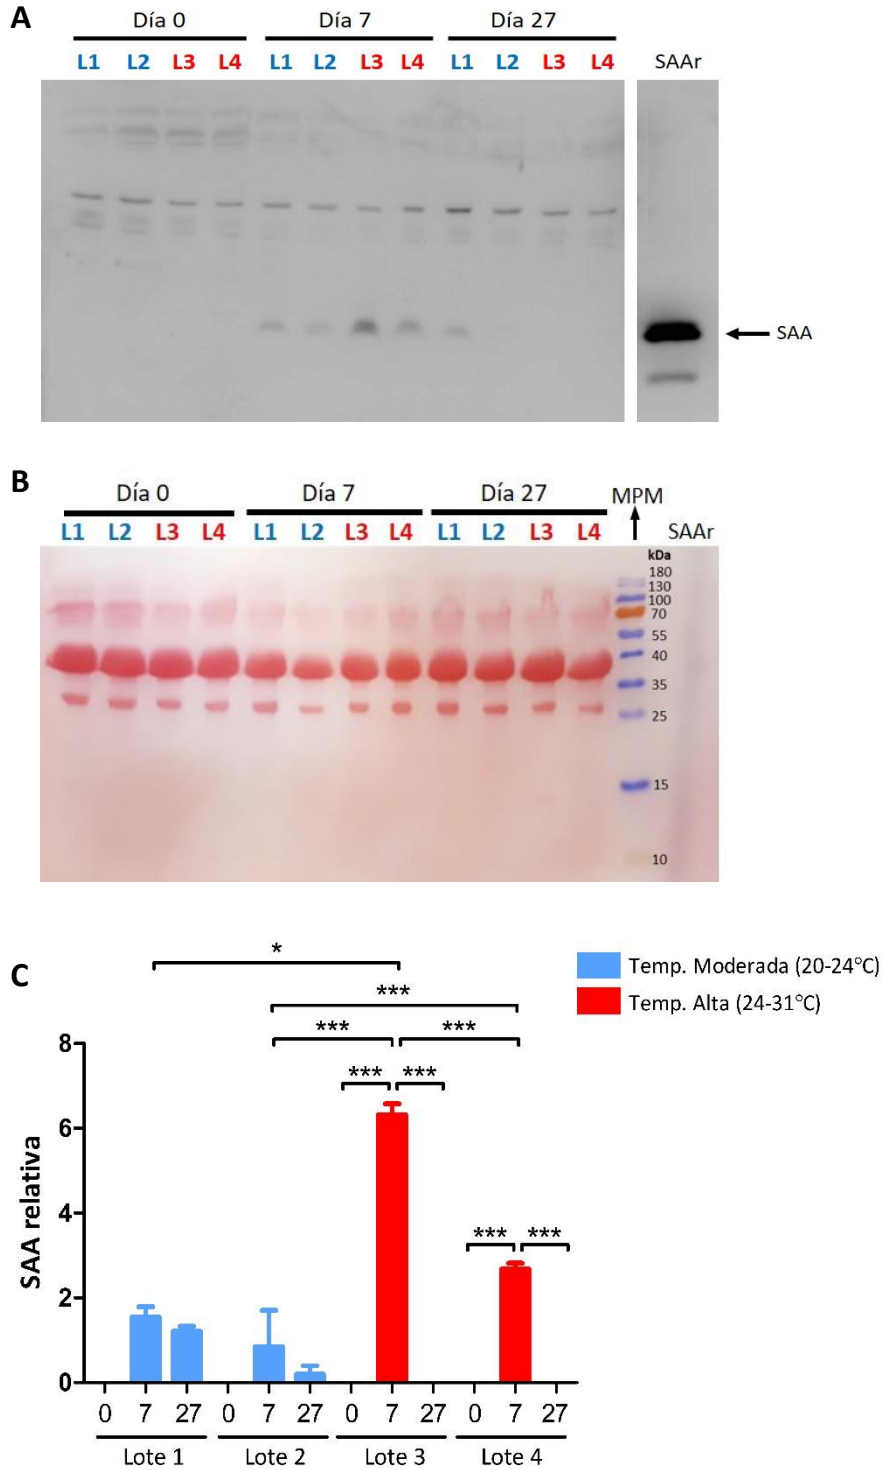 A
Día 0 Día 7 Día 27
L1 L2 L3 L4 L1 L2 L3 L4 L1 L2 L3 L4 SAAr
SAA
B
Día 0 Día 7 Día 27 MPM
L1 L2 L3 L4 L1 L2 L3 L4 L1 L2 L3 L4 SAAr
kDa
180
130
100
70
55
40
35
25
15
10
C
*
Temp. Moderada (20-24°C)
***
Temp. Alta (24-31°C)
*** ***
*** ***
*** ***
SAA relativa
8
6
4
2
0
0 7 27 0 7 27 0 7 27 0 7 27
Lote 1 Lote 2 Lote 3 Lote 4